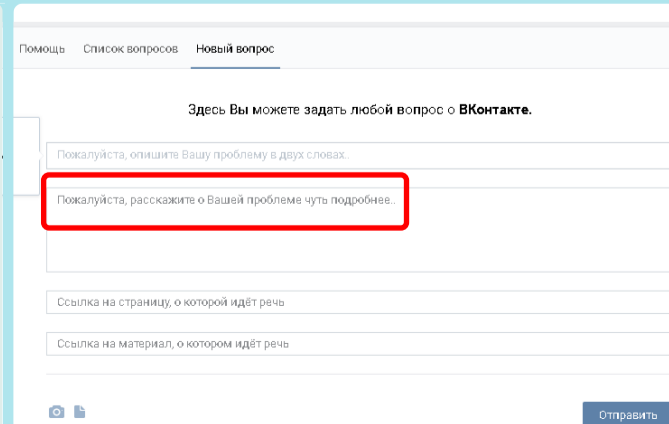 Помощь Список вопросов Новый вопрос
Здесь Вы можете задать любой вопрос о ВКонтакте.
Пожалуйста, опишите Вашу проблему в двух словах..
Пожалуйста, расскажите о Вашей проблеме чуть подробнее..
Ссылка на страницу, о которой идёт речь
Ссылка на материал, о котором идёт речь
Отправить